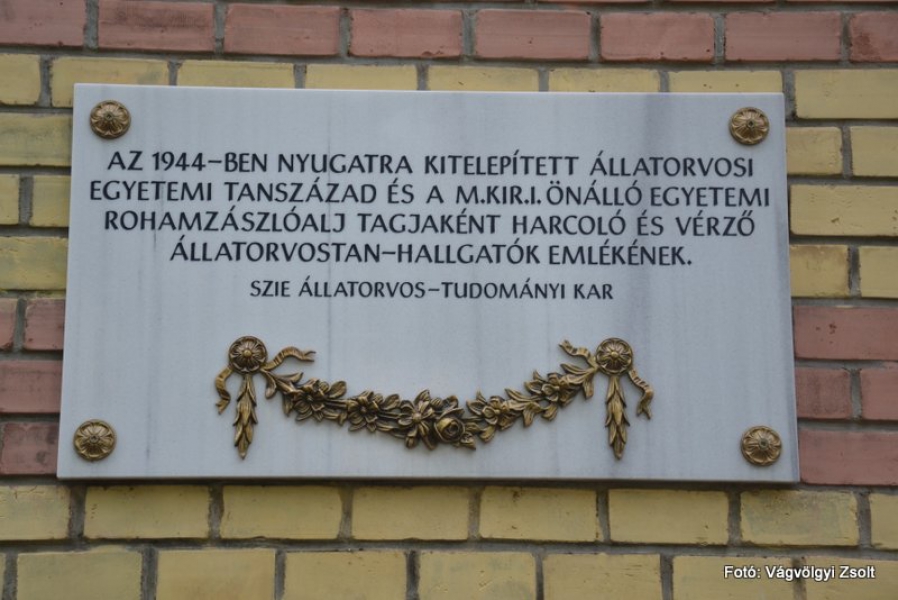 AZ 1944-BEN NYUGATRA KITELEPÍTETT ÁLLATORVOSI
EGYETEMI TANSZÁZAD ÉS A M.KIR.I. ÖNÁLLÓ EGYETEMI
ROHAMZÁSZLÓALJ TAGJAKÉNT HARCOLÓ ÉS VÉRZŐ
ÁLLATORVOSTAN-HALLGATÓK EMLÉKÉNEK.
SZIE ÁLLATORVOS-TUDOMÁNYI KAR
Fotó: Vágvölgyi Zsolt